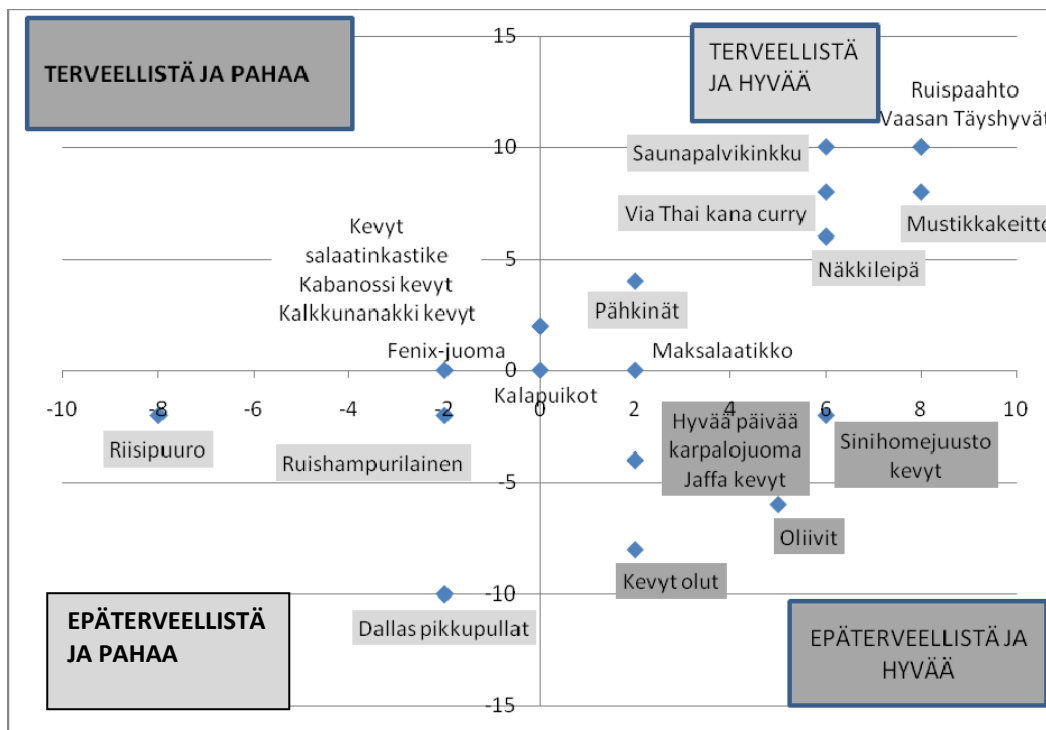 15
TERVEELLISTÄ JA PAHAA
TERVEELLISTÄ
JA HYVÄÄ
Ruispaahto
Vaasan Täyshyvät
10
Saunapalvikinkku
Via Thai kana curry
Mustikkakeitto
Kevyt
salaatinkastike
Kabanossi kevyt
Kalkkunanakki kevyt
5
Näkkileipä
Pähkinät
Fenix-juoma
0
Maksalaatikko
Kalapuikot
-10
-8
-6
-4
-2
0
2
4
6
8
10
Riisipuuro
Ruishampurilainen
Hyvää päivää
karpalojuoma
Jaffa kevyt
Sinihomejuusto
kevyt
-5
Oliivit
Kevyt olut
-10
Dallas pikkupullat
EPÄTERVEELLISTÄ
JA PAHAA
EPÄTERVEELLISTÄ JA
HYVÄÄ
-15